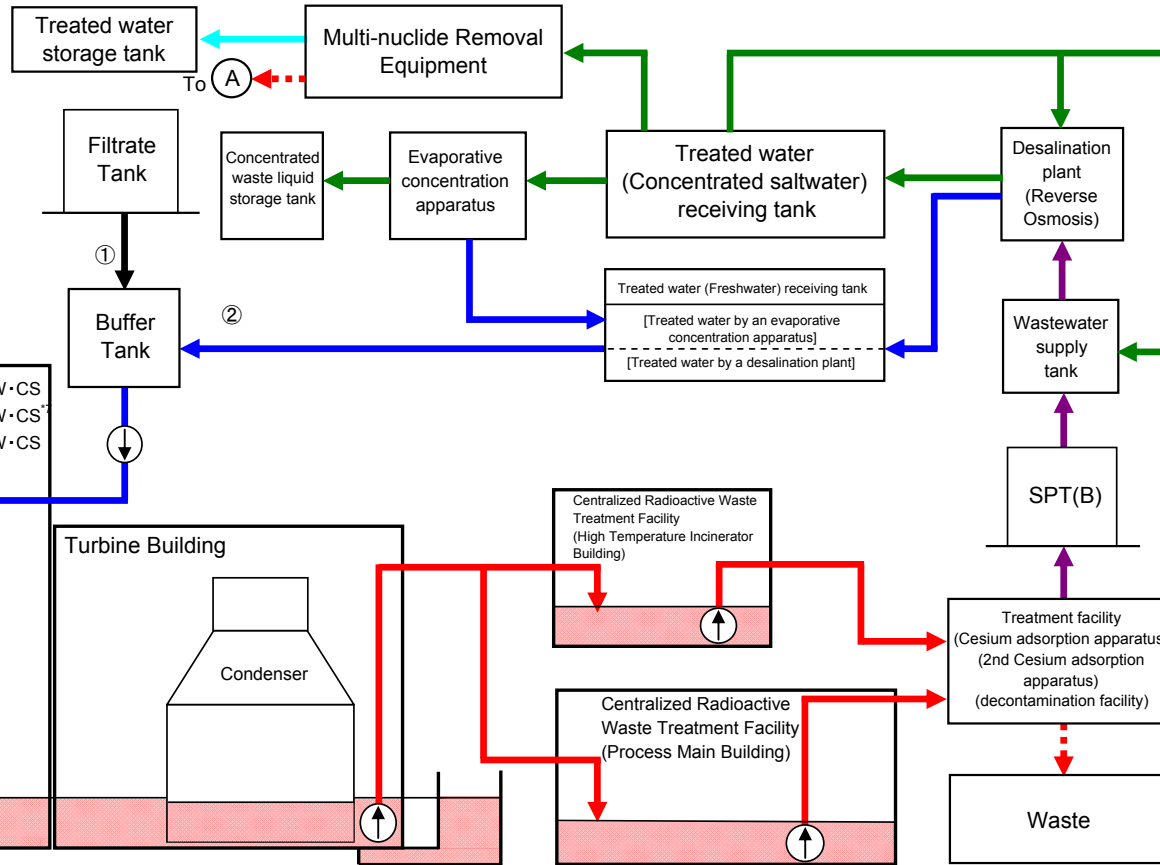 Treated water
storage tank
Multi-nuclide Removal
Equipment
To
A
Filtrate
Tank
Concentrated
waste liquid
storage tank
Evaporative
concentration
apparatus
Treated water
(Concentrated saltwater)
receiving tank
Desalination
plant
(Reverse
Osmosis)
①
Buffer
Tank
②
Treated water (Freshwater) receiving tank
[Treated water by an evaporative
concentration apparatus]
[Treated water by a desalination plant]
Wastewater
supply
tank
W・CS
W・CS*7
W・CS
SPT(B)
Turbine Building
Condenser
Centralized Radioactive Waste
Treatment Facility
(High Temperature Incinerator
Building)
Centralized Radioactive
Waste Treatment Facility
(Process Main Building)
Treatment facility
(Cesium adsorption apparatus
(2nd Cesium adsorption
apparatus)
(decontamination facility)
Waste